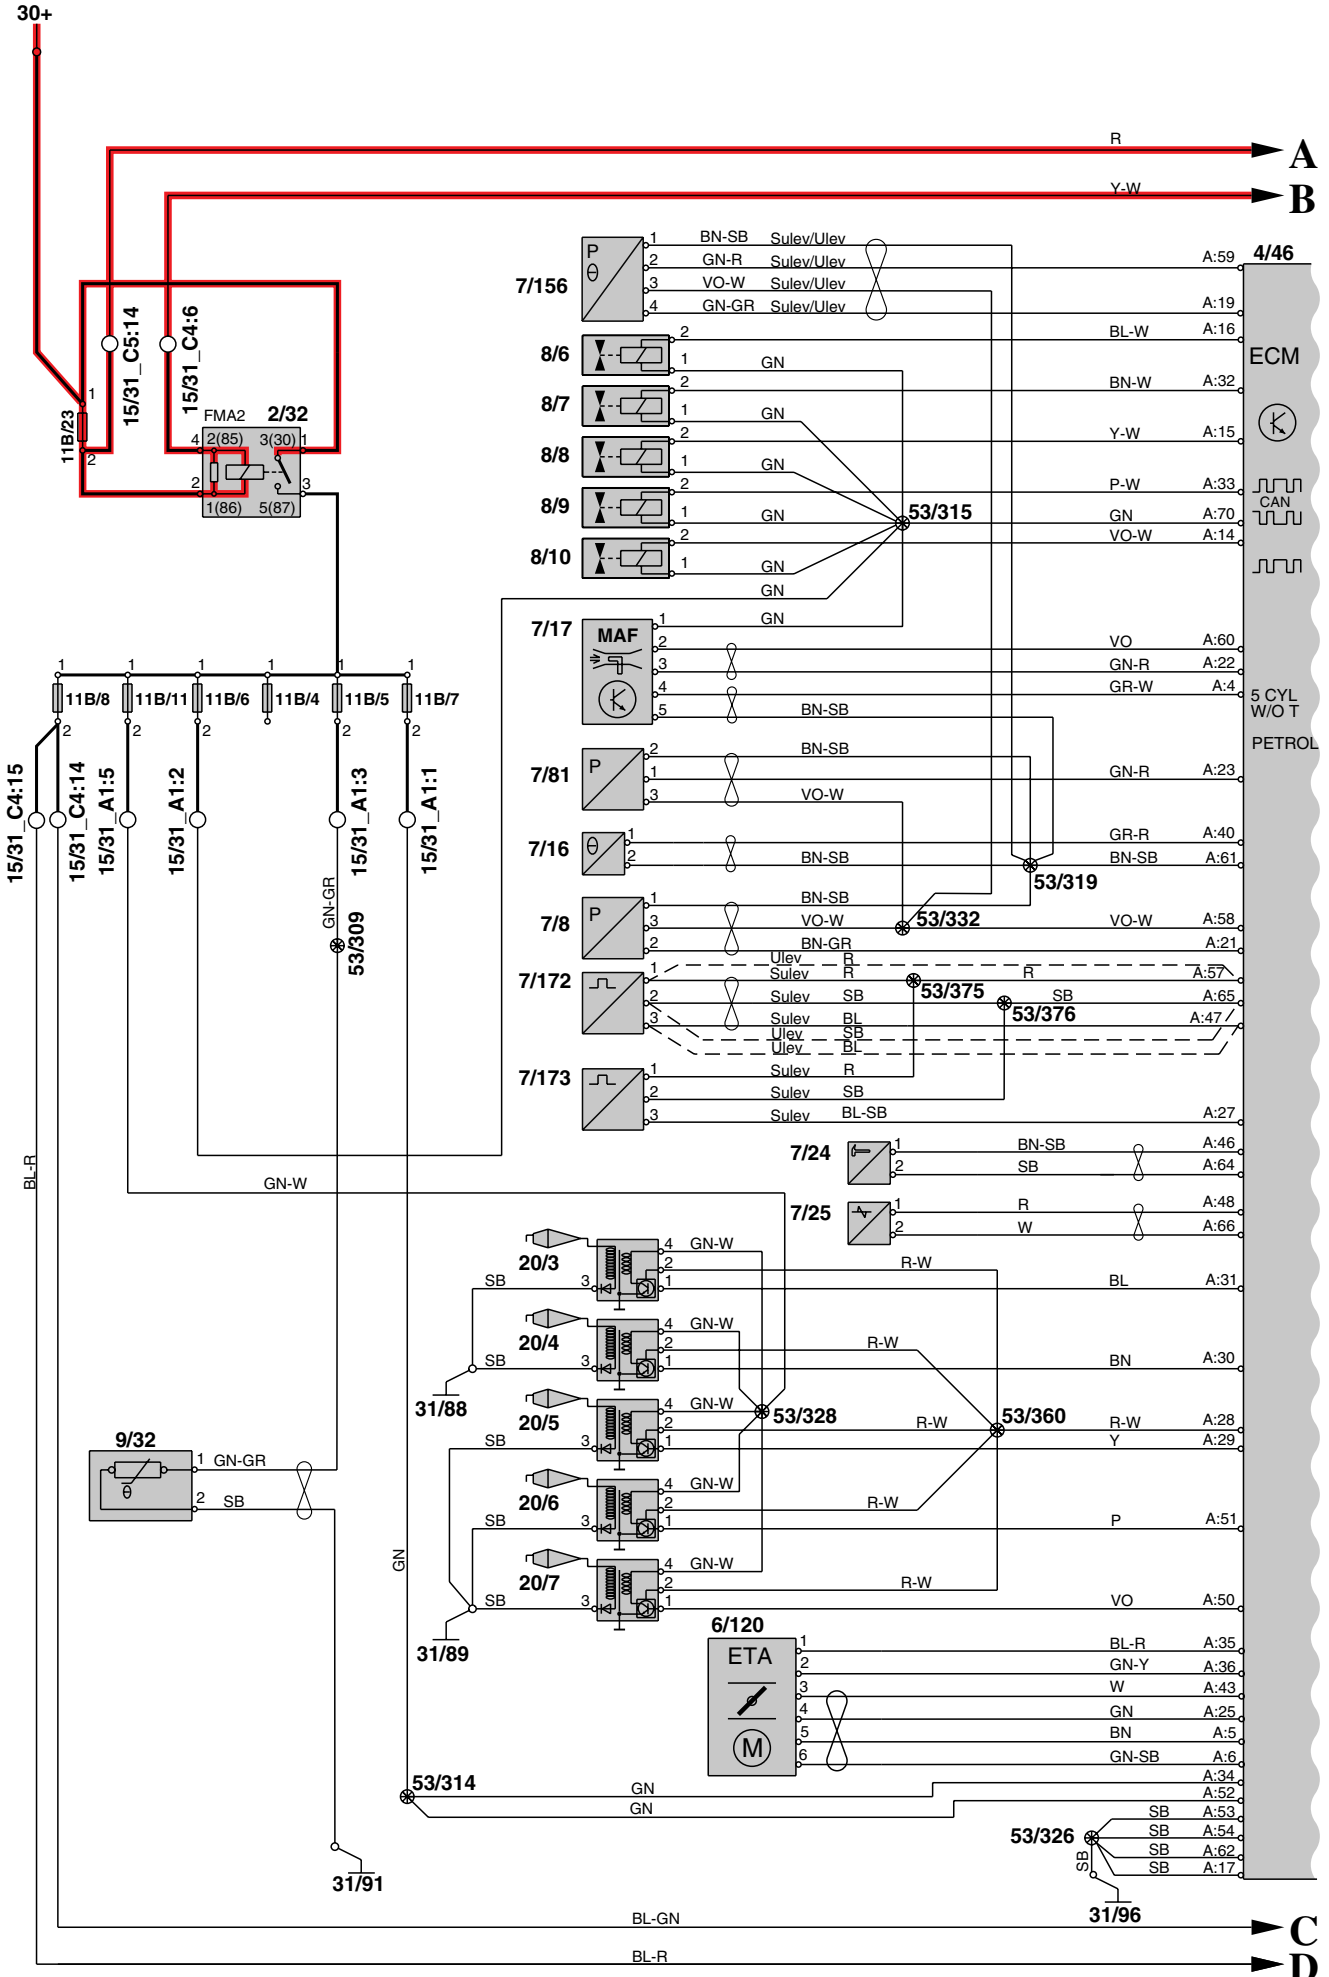 30+
R
A
Y-W
B
15/31_C5:14
15/31_C4:6
1
11B/23
2
FMA2
2/32
4
2(85)
3(30)
1
2
1(86)
5(87)
3
7/156
P
θ
1 BN-SB Sulev/Ulev
2 GN-R Sulev/Ulev A:59
3 VO-W Sulev/Ulev
4 GN-GR Sulev/Ulev A:19
4/46
ECM
CAN
5 CYL
W/O T
PETROL
8/6
2 BL-W A:16
1 GN
8/7
2 BN-W A:32
1 GN
8/8
2 Y-W A:15
1 GN
8/9
2 P-W A:33
1 GN 53/315 GN A:70
8/10
2 VO-W A:14
1 GN
GN
7/17
MAF
1 GN
2 VO A:60
3 GN-R A:22
4 GR-W A:4
5 BN-SB
1 1 1 1 1 1
11B/8 11B/11 11B/6 11B/4 11B/5 11B/7
2 2 2 2 2
15/31_C4:15
15/31_C4:14
15/31_A1:5
15/31_A1:2
15/31_A1:3
15/31_A1:1
GN-GR
53/309
7/81
P
2 BN-SB
1 GN-R A:23
3 VO-W
7/16
θ
1 GR-R A:40
2 BN-SB BN-SB A:61
53/319
7/8
P
1 BN-SB
3 VO-W 53/332 VO-W A:58
2 BN-GR A:21
Ulev R
7/172
1 Sulev R R A:57
53/375
2 Sulev SB SB A:65
53/376
3 Sulev BL A:47
Ulev SB
Ulev BL
7/173
1 Sulev R
2 Sulev SB
3 Sulev BL-SB A:27
7/24
1 BN-SB A:46
2 SB A:64
7/25
1 R A:48
2 W A:66
BL-R
GN-W
20/3
4 GN-W
2 R-W
SB 3
1 BL A:31
20/4
4 GN-W
2 R-W
SB 3
1 BN A:30
31/88
20/5
4 GN-W 53/328
2 R-W 53/360 R-W A:28
SB 3
1 Y A:29
20/6
4 GN-W
2 R-W
SB 3
1 P A:51
20/7
4 GN-W
2 R-W
SB 3
1 VO A:50
31/89
9/32
θ
1 GN-GR
2 SB
GN
6/120
ETA
M
1 BL-R A:35
2 GN-Y A:36
3 W A:43
4 GN A:25
5 BN A:5
6 GN-SB A:6
53/314
GN A:34
GN A:52
SB A:53
53/326 SB A:54
SB A:62
SB A:17
SB
31/91
31/96
BL-GN
C
BL-R
D